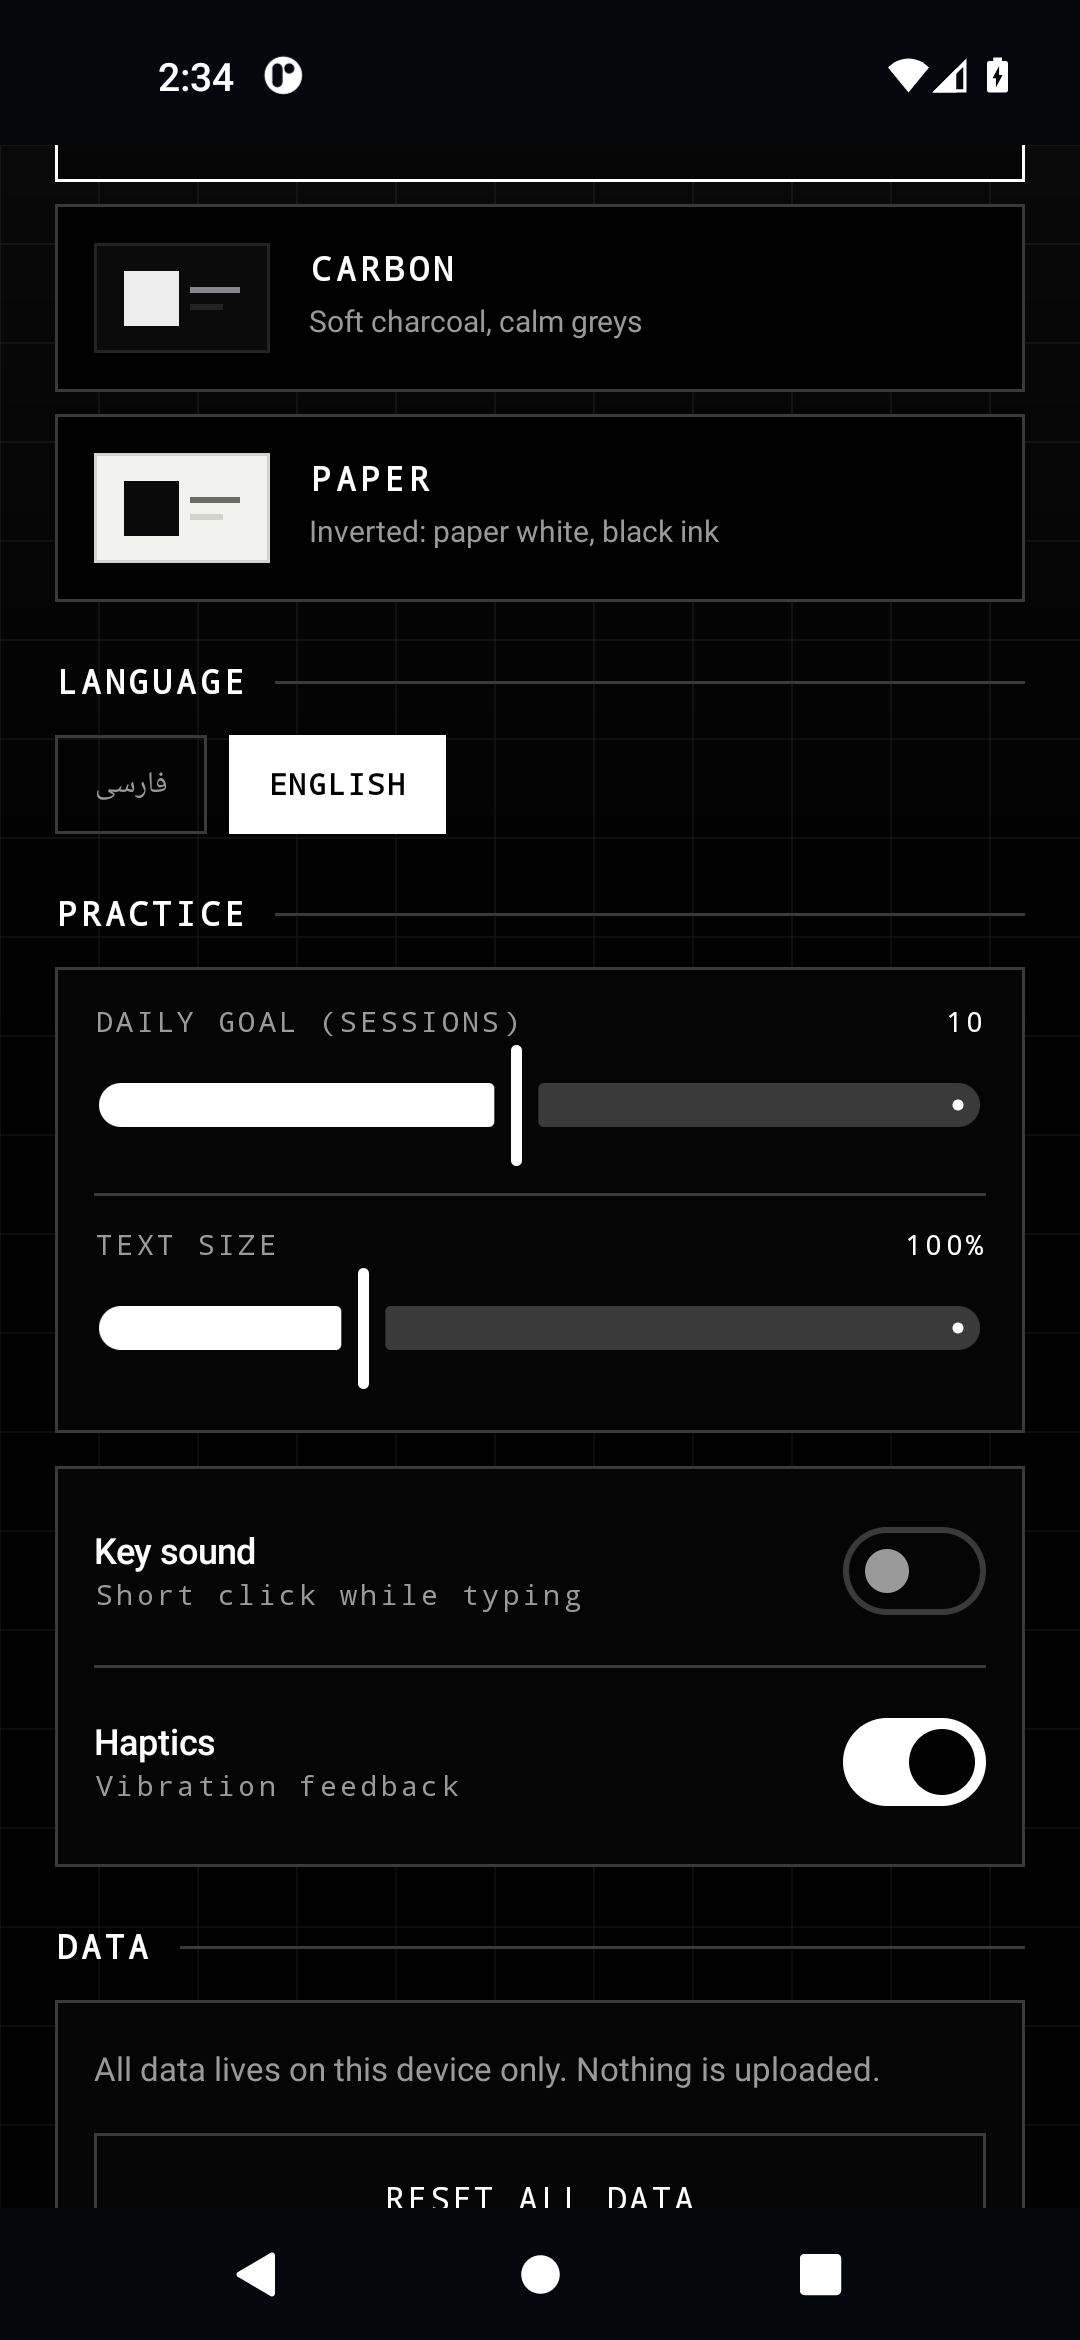 2:34
CARBON
Soft charcoal, calm greys
PAPER
Inverted: paper white, black ink
LANGUAGE
فارسی
ENGLISH
PRACTICE
DAILY GOAL (SESSIONS)
10
TEXT SIZE
100%
Key sound
Short click while typing
Haptics
Vibration feedback
DATA
All data lives on this device only. Nothing is uploaded.
RESET ALL DATA